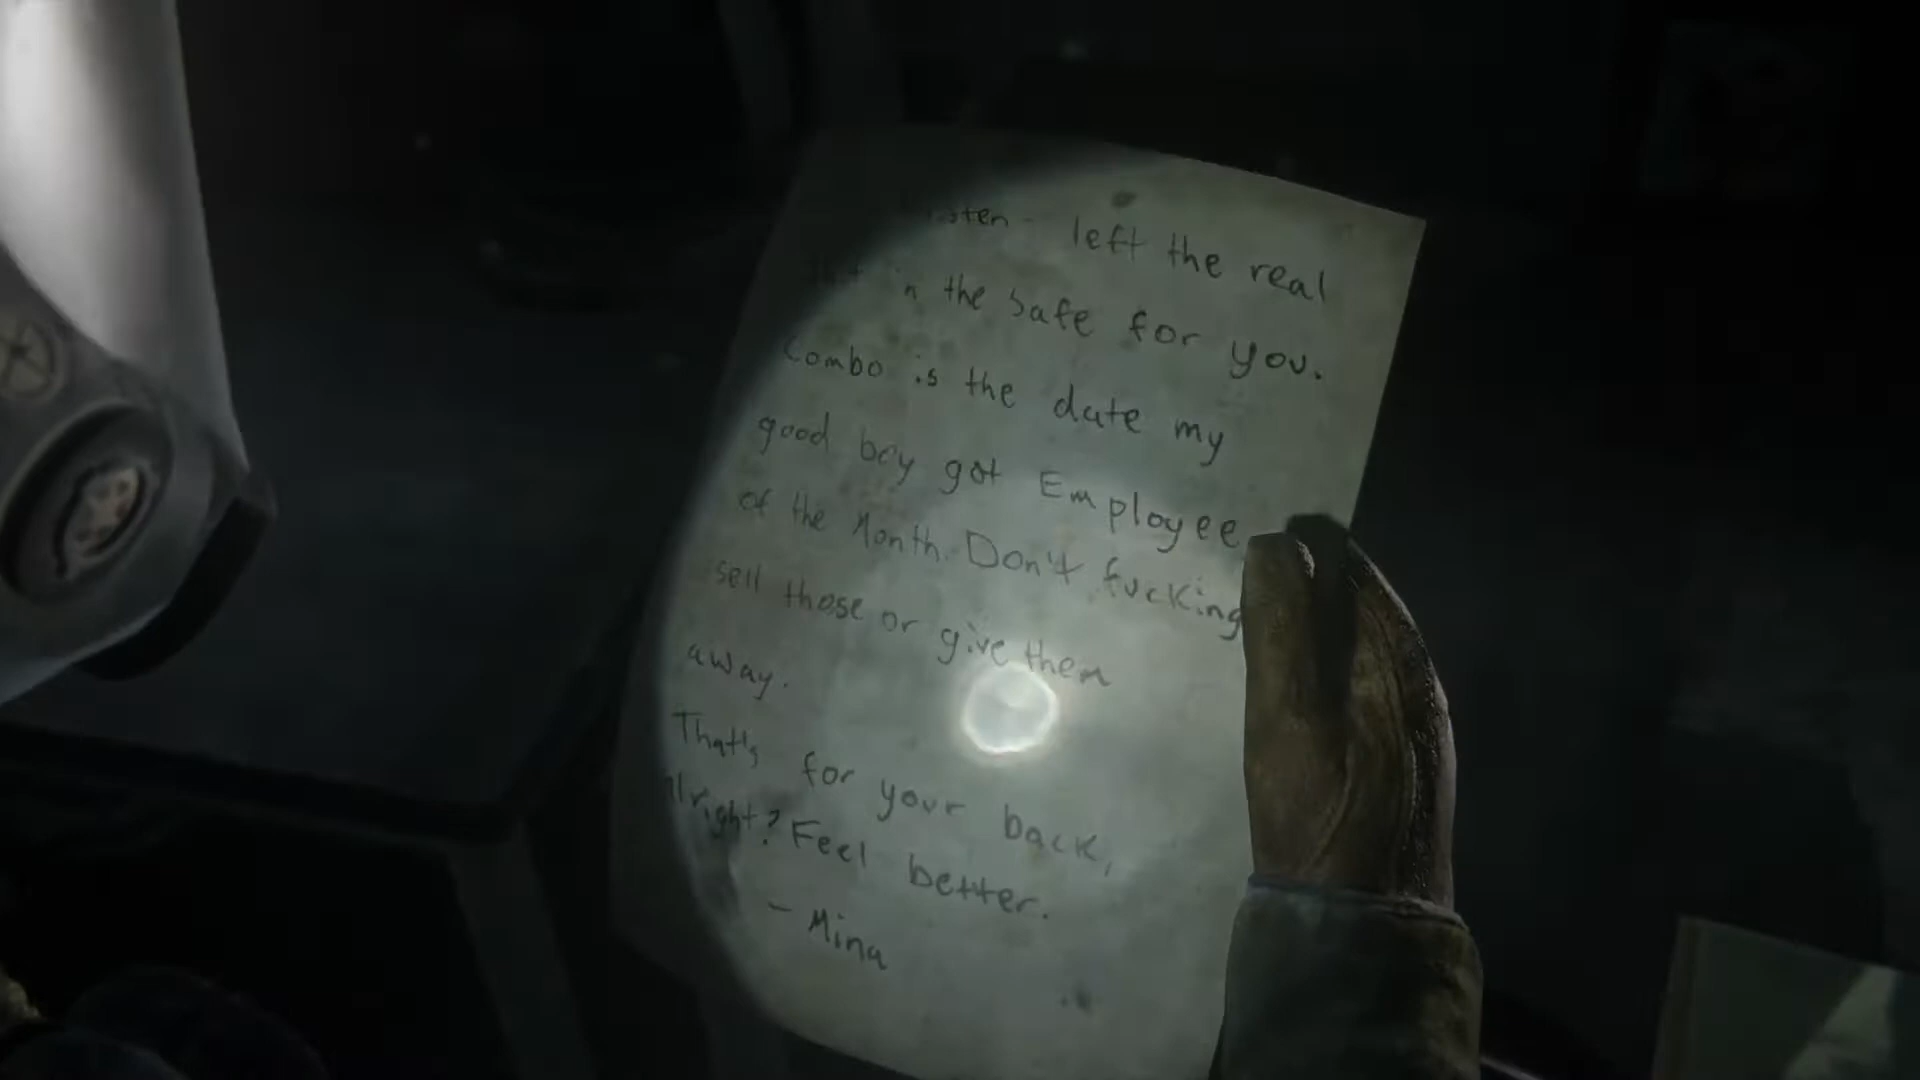 left the real
in the safe for you.
Combo is the date my
good boy got Employee
of the Month. Don't fucking
sell those or give them
away.
That's for your back,
alright? Feel better.
- Mina